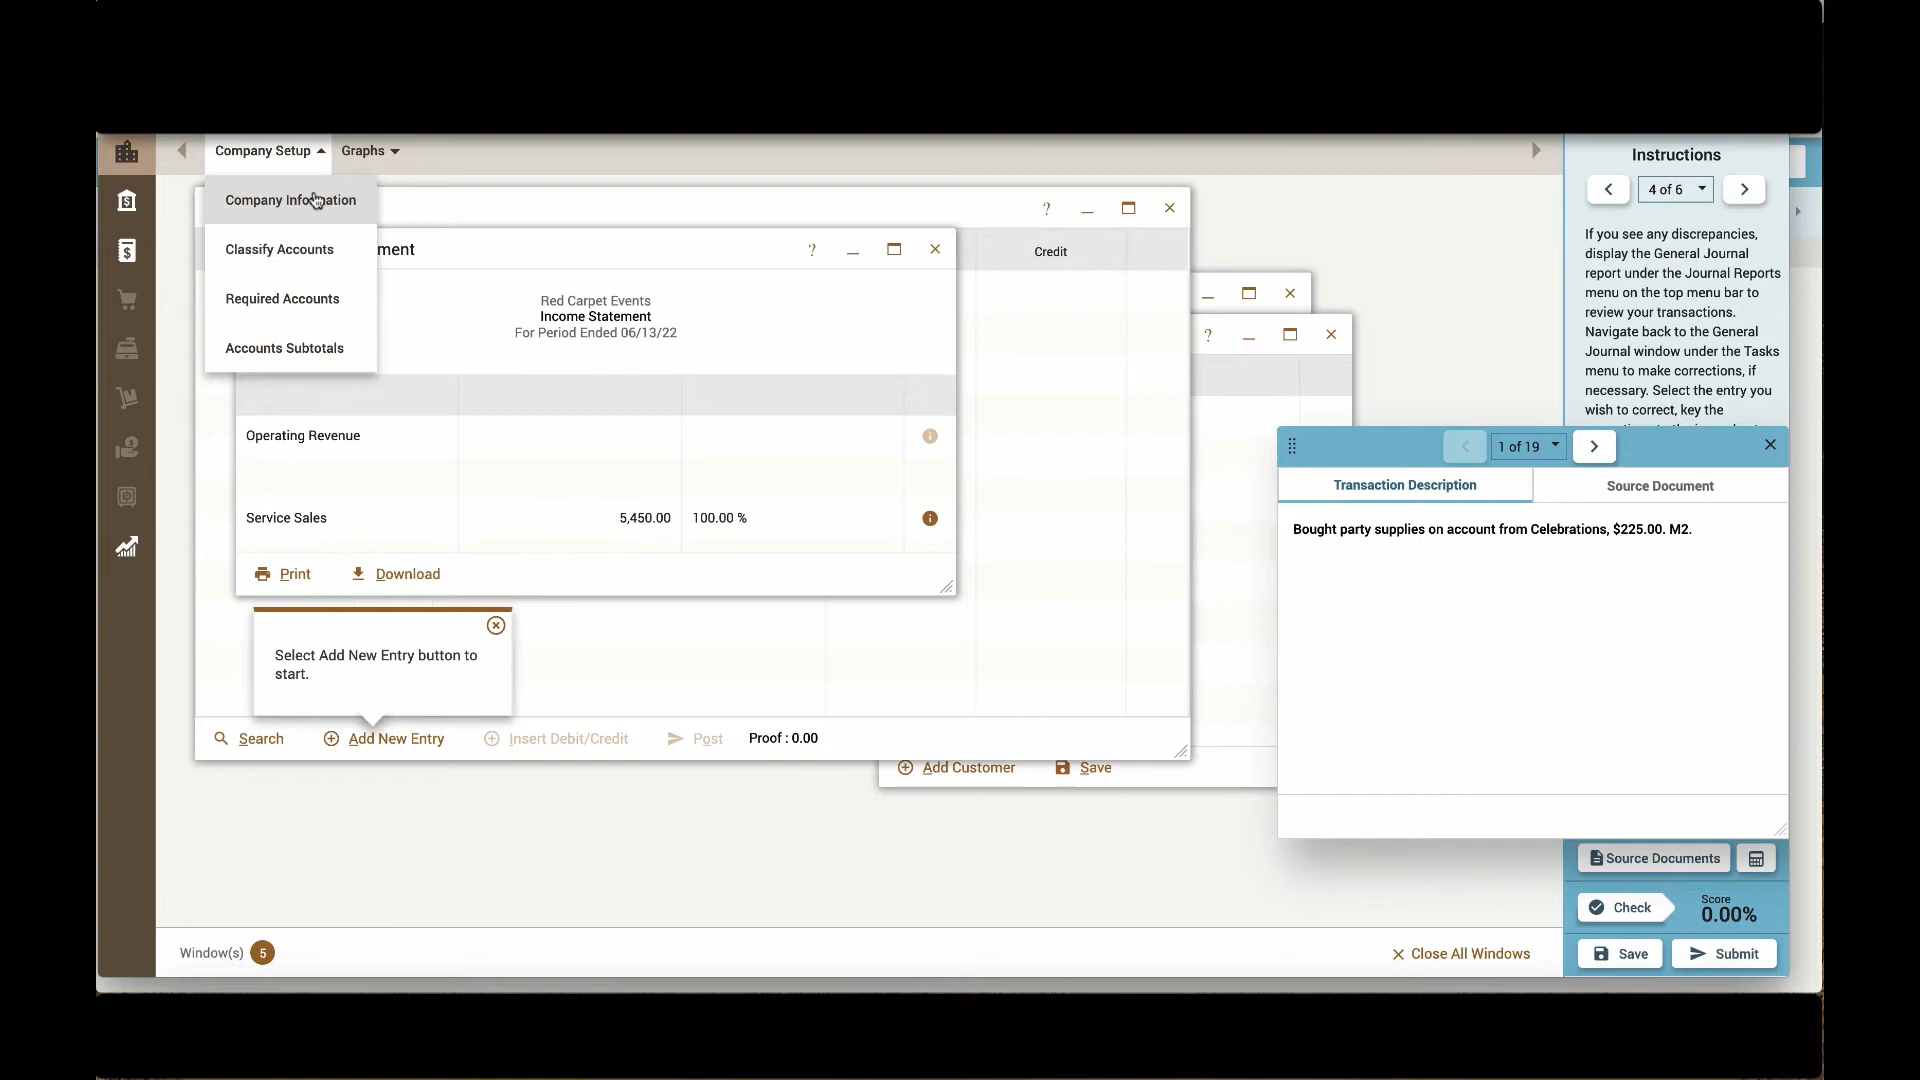 Company Setup
Graphs
Company Information
Classify Accounts
Required Accounts
Accounts Subtotals
?
Credit
ment
?
Red Carpet Events
Income Statement
For Period Ended 06/13/22
Operating Revenue
Service Sales 5,450.00 100.00 %
Print Download
?
Select Add New Entry button to
start.
Search Add New Entry Insert Debit/Credit Post Proof : 0.00
Add Customer Save
Window(s) 5
Close All Windows
Instructions
4 of 6
If you see any discrepancies,
display the General Journal
report under the Journal Reports
menu on the top menu bar to
review your transactions.
Navigate back to the General
Journal window under the Tasks
menu to make corrections, if
necessary. Select the entry you
wish to correct, key the
1 of 19
Transaction Description Source Document
Bought party supplies on account from Celebrations, $225.00. M2.
Source Documents
Check
Score
0.00%
Save Submit